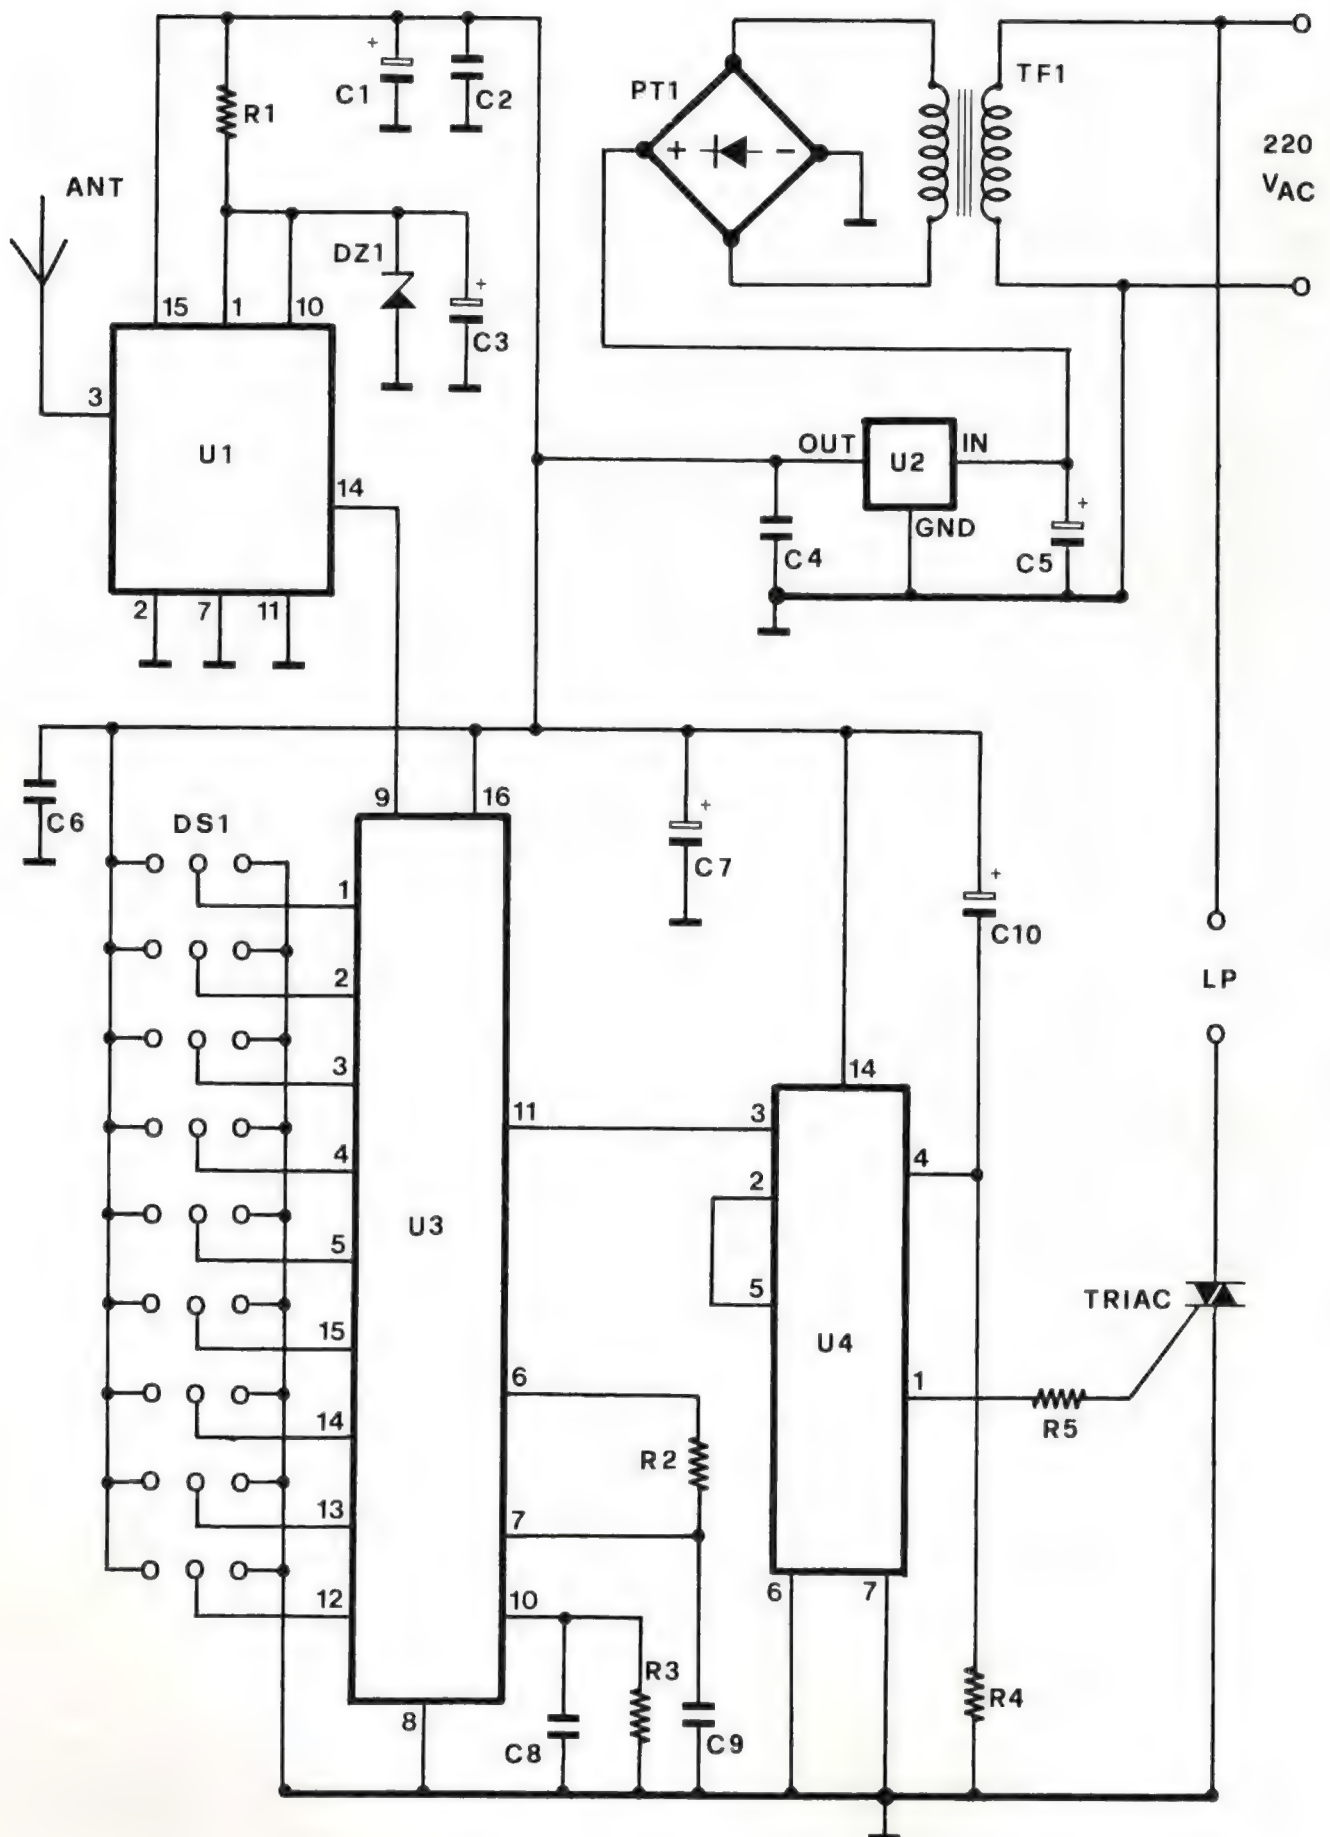 +
C1
C2
R1
PT1
+
-
TF1
220
VAC
ANT
DZ1
+
C3
15
1
10
3
U1
14
2
7
11
OUT
U2
IN
GND
C4
+
C5
C6
DS1
9
16
+
C7
+
C10
LP
1
2
3
4
5
15
14
13
12
U3
11
6
7
10
8
R2
R3
C8
C9
14
3
2
5
4
1
U4
6
7
TRIAC
R5
R4